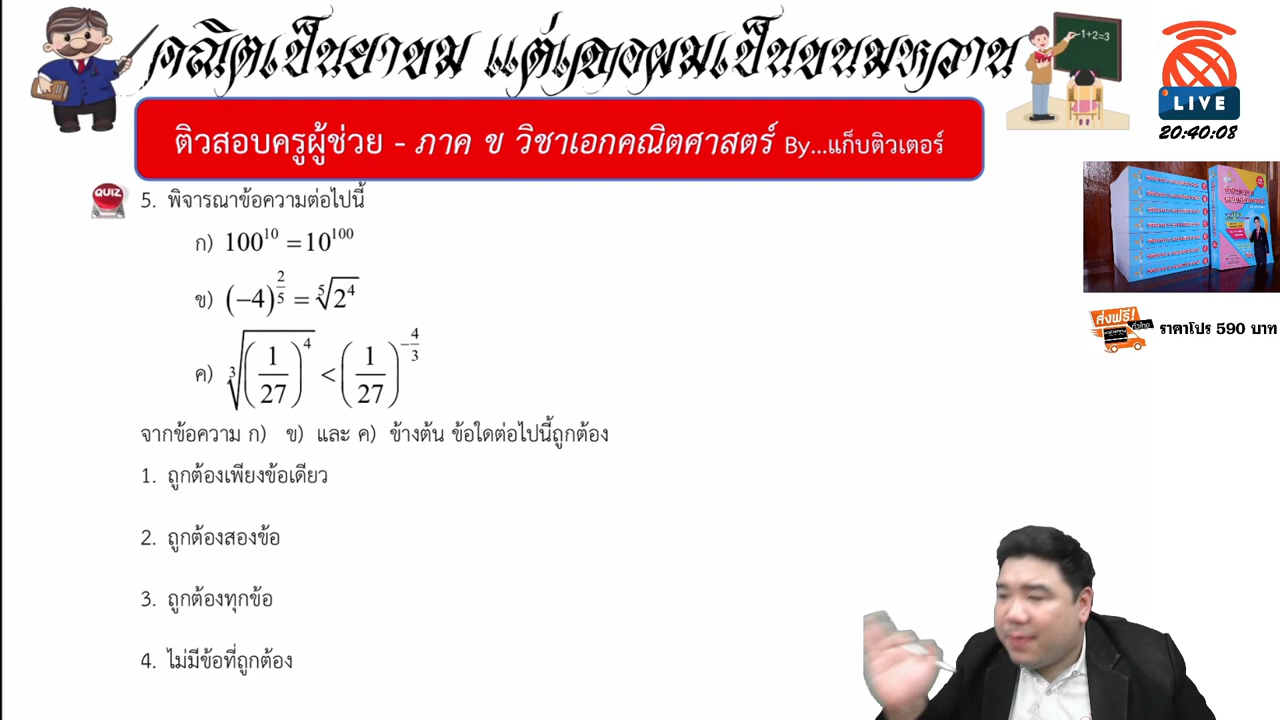 คณิตเป็นยาขม แต่เจอผมเป็นขนมหวาน
1+2=3
LIVE
20:40:08
ติวสอบครูผู้ช่วย - ภาค ข วิชาเอกคณิตศาสตร์ By...แก็บติวเตอร์
QUIZ
5. พิจารณาข้อความต่อไปนี้
ก) 100^10 = 10^100
ข) (−4)^(2/5) = ⁵√(2^4)
ค) ³√((1/27)^4) < (1/27)^(−4/3)
จากข้อความ ก) ข) และ ค) ข้างต้น ข้อใดต่อไปนี้ถูกต้อง
1. ถูกต้องเพียงข้อเดียว
2. ถูกต้องสองข้อ
3. ถูกต้องทุกข้อ
4. ไม่มีข้อที่ถูกต้อง
ส่งฟรี!
ทั่วไทย
ราคาโปร 590 บาท